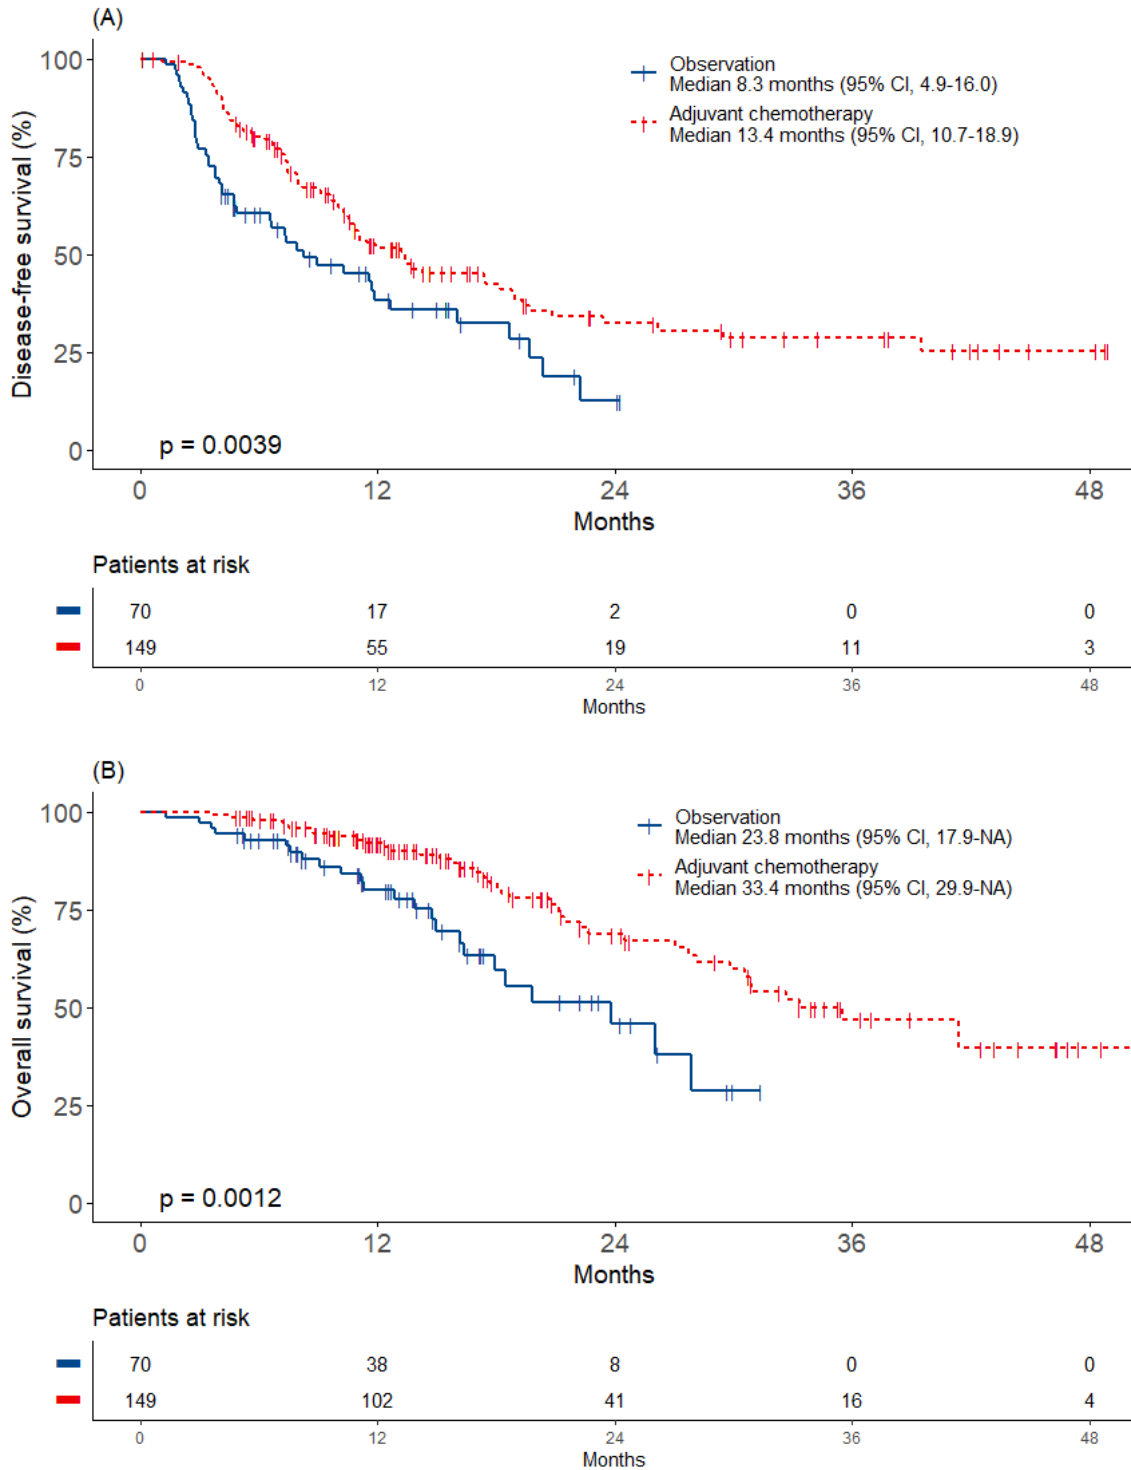 (A)
Observation
Median 8.3 months (95% CI, 4.9-16.0)
Adjuvant chemotherapy
Median 13.4 months (95% CI, 10.7-18.9)
Disease-free survival (%)
100
75
50
25
0
p = 0.0039
0 12 24 36 48
Months
Patients at risk
70 17 2 0 0
149 55 19 11 3
0 12 24 36 48
Months
(B)
Observation
Median 23.8 months (95% CI, 17.9-NA)
Adjuvant chemotherapy
Median 33.4 months (95% CI, 29.9-NA)
Overall survival (%)
100
75
50
25
0
p = 0.0012
0 12 24 36 48
Months
Patients at risk
70 38 8 0 0
149 102 41 16 4
0 12 24 36 48
Months